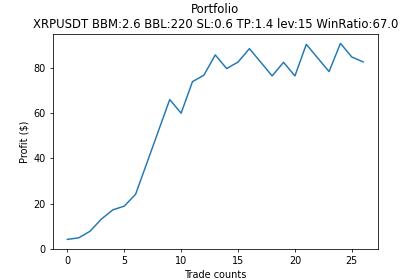 Portfolio
XRPUSDT BBM:2.6 BBL:220 SL:0.6 TP:1.4 lev:15 WinRatio:67.0
80
60
40
20
0
Profit ($)
0 5 10 15 20 25
Trade counts